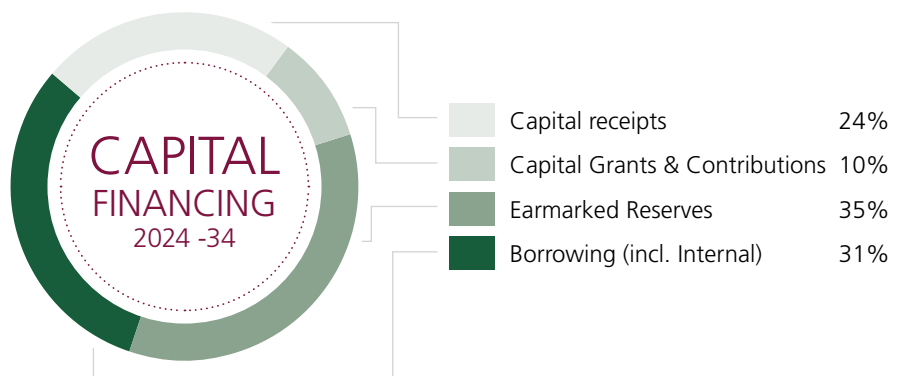 CAPITAL
FINANCING
2024 -34
Capital receipts 24%
Capital Grants & Contributions 10%
Earmarked Reserves 35%
Borrowing (incl. Internal) 31%